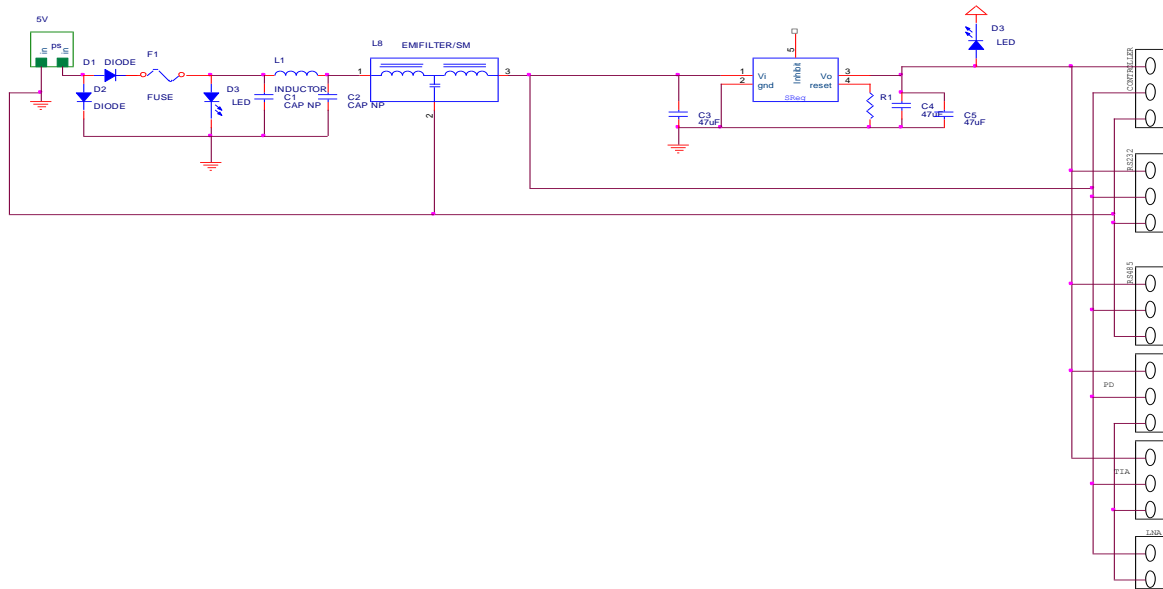 5V
ps
in
in
D1 DIODE
F1
FUSE
D2
DIODE
D3
LED
L1
INDUCTOR
C1
CAP NP
C2
CAP NP
L8
EMIFILTER/SM
1
3
2
C3
47uF
1
2
Vi
gnd
5
Inhibit
SReg
Vo
reset
3
4
R1
C4
47uF
C5
47uF
D3
LED
CONTROLLER
RS232
RS485
PD
TIA
LNA